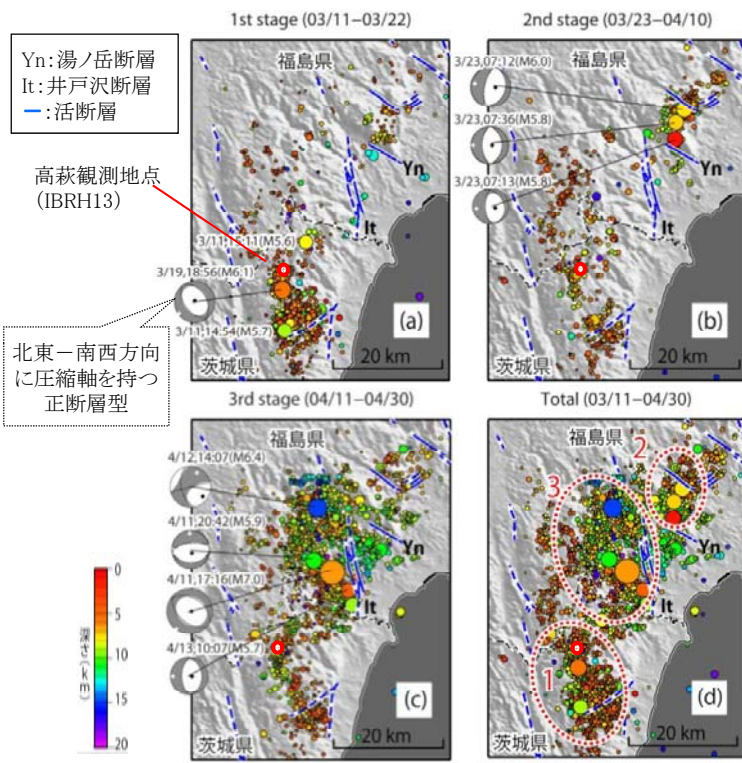 1st stage (03/11−03/22)
2nd stage (03/23−04/10)
Yn:湯ノ岳断層
It:井戸沢断層
━:活断層
福島県
福島県
3/23,07:12(M6.0)
3/23,07:36(M5.8)
3/23,07:13(M5.8)
Yn
Yn
高萩観測地点
(IBRH13)
It
It
3/11,15:11(M5.6)
3/19,18:56(M6.1)
3/11,14:54(M5.7)
(a)
(b)
20 km
20 km
茨城県
茨城県
北東−南西方向
に圧縮軸を持つ
正断層型
3rd stage (04/11−04/30)
Total (03/11−04/30)
福島県
福島県
4/12,14:07(M6.4)
4/11,20:42(M5.9)
4/11,17:16(M7.0)
4/13,10:07(M5.7)
2
3
1
Yn
Yn
It
It
0
5
10
15
20
深さ(km)
(c)
(d)
20 km
20 km
茨城県
茨城県